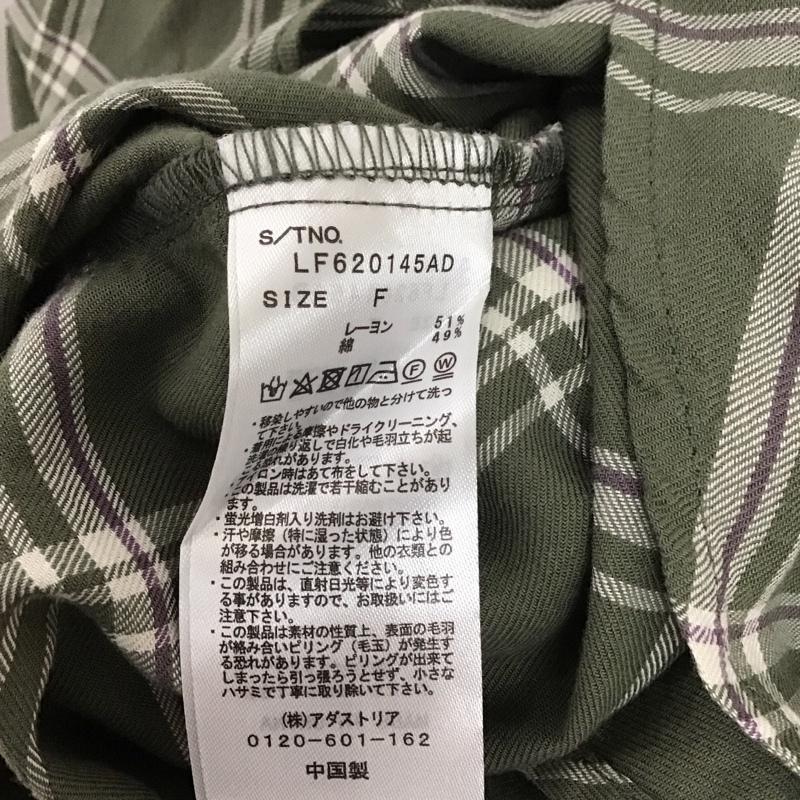 S/TNO.
LF620145AD
SIZE F
レーヨン 51%
綿 49%
・移染しやすいので他の物と分けて洗っ
て下さい。
・着用による摩擦やドライクリーニング、
の繰り返しで白化や毛羽立ちが起
こる恐れがあります。
アイロン時はあて布をして下さい。
この製品は洗濯で若干縮むことがあり
ます。
・蛍光増白剤入り洗剤はお避け下さい。
・汗や摩擦（特に湿った状態）により色
が移る場合があります。他の衣類との
組み合わせにご注意ください。
・この製品は、直射日光等により変色す
る事がありますので、お取扱いにはご
注意下さい。
・この製品は素材の性質上、表面の毛羽
が絡み合いピリング（毛玉）が発生す
る恐れがあります。ピリングが出来て
しまったら引っ張ろうとせず、小さな
ハサミで丁寧に取り除いて下さい。
(株)アダストリア
0120-601-162
中国製